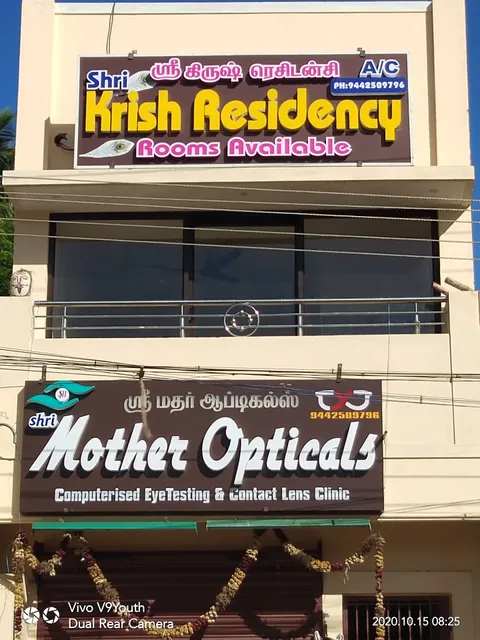 ஸ்ரீ கிருஷ் ரெசிடன்சி
A/C
Shri
PH:9442509796
Krish Residency
Rooms Available
SM
ஸ்ரீ மதர் ஆப்டிகல்ஸ்
9442509796
shri
Mother Opticals
Computerised EyeTesting & Contact Lens Clinic
Vivo V9Youth
Dual Rear Camera
2020.10.15 08:25